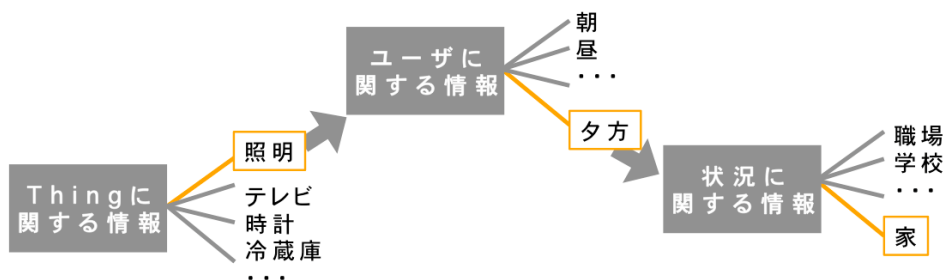 Thingに
関する情報
照明
テレビ
時計
冷蔵庫
・・・
ユーザに
関する情報
朝
昼
・・・
夕方
状況に
関する情報
職場
学校
・・・
家